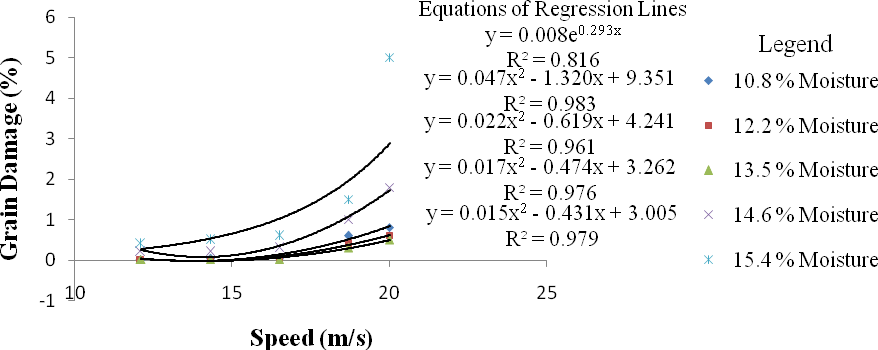 Equations of Regression Lines
y = 0.008e0.293x
R² = 0.816
y = 0.047x² - 1.320x + 9.351
R² = 0.983
y = 0.022x² - 0.619x + 4.241
R² = 0.961
y = 0.017x² - 0.474x + 3.262
R² = 0.976
y = 0.015x² - 0.431x + 3.005
R² = 0.979
Legend
10.8 % Moisture
12.2 % Moisture
13.5 % Moisture
14.6 % Moisture
15.4 % Moisture
Grain Damage (%)
6
5
4
3
2
1
0
-1
10
15
20
25
Speed (m/s)